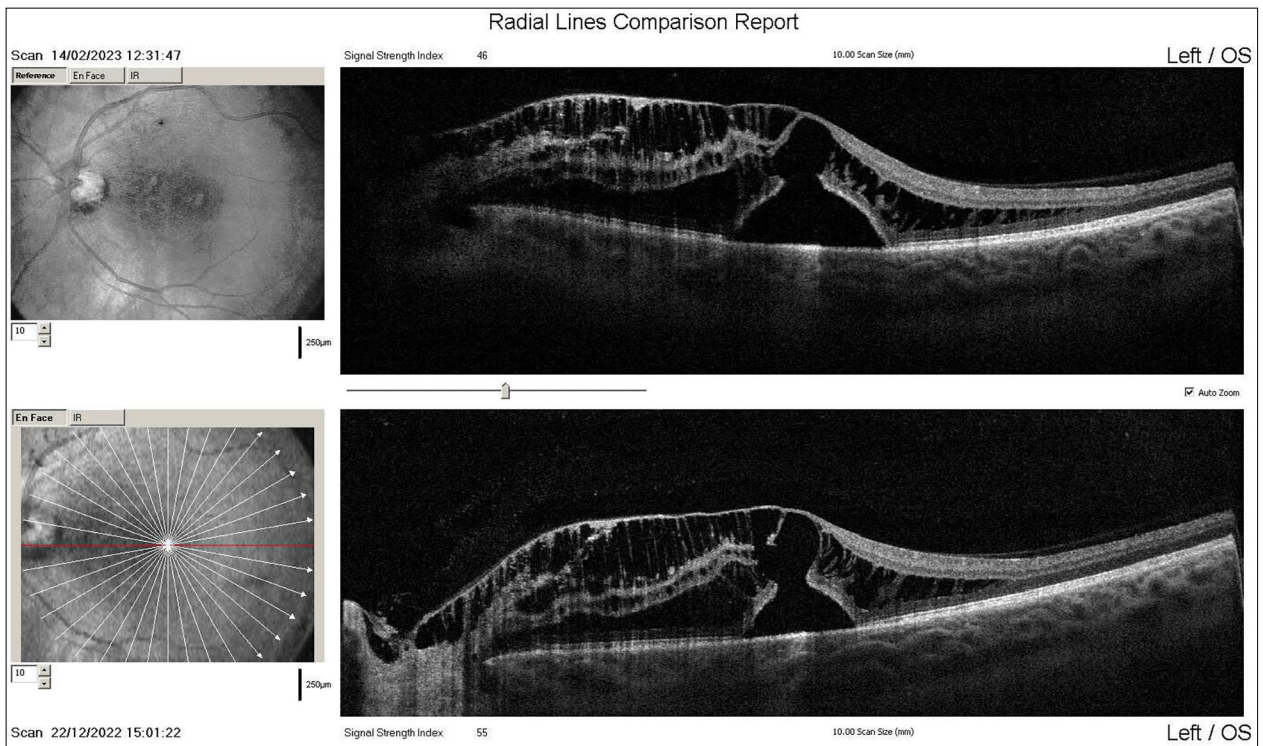 Radial Lines Comparison Report
Scan 14/02/2023 12:31:47
Signal Strength Index 46
10.00 Scan Size (mm)
Left / OS
Reference En Face IR
10
250µm
Auto Zoom
En Face IR
10
250µm
Scan 22/12/2022 15:01:22
Signal Strength Index 55
10.00 Scan Size (mm)
Left / OS